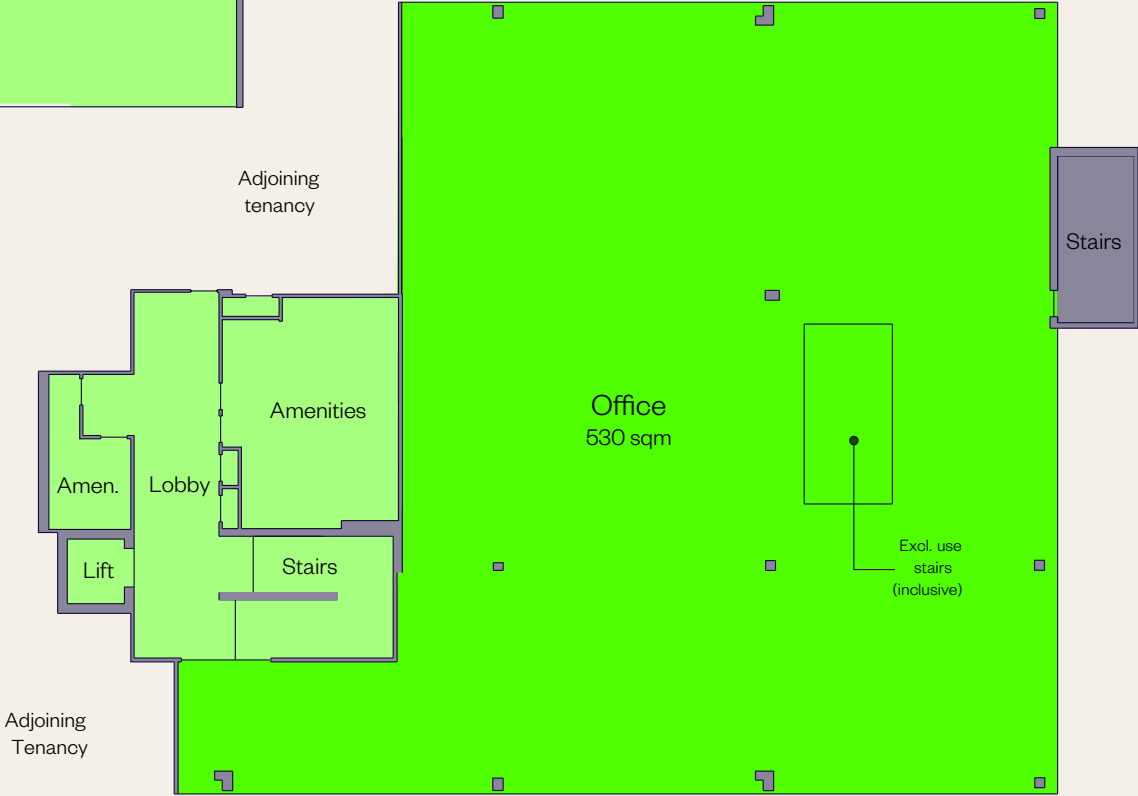 Adjoining
tenancy
Stairs
Office
530 sqm
Amenities
Amen.
Lobby
Lift
Stairs
Excl. use
stairs
(inclusive)
Adjoining
Tenancy